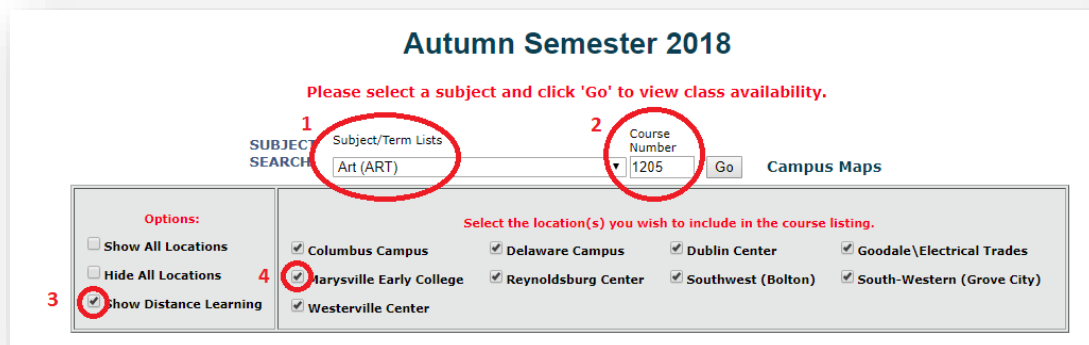 Autumn Semester 2018
Please select a subject and click 'Go' to view class availability.
1
2
SUBJECT
SEARCH
Subject/Term Lists
Art (ART)
Course
Number
1205
Go
Campus Maps
Options:
Show All Locations
Hide All Locations
3
Show Distance Learning
Select the location(s) you wish to include in the course listing.
Columbus Campus
Delaware Campus
Dublin Center
Goodale\Electrical Trades
4
Marysville Early College
Reynoldsburg Center
Southwest (Bolton)
South-Western (Grove City)
Westerville Center